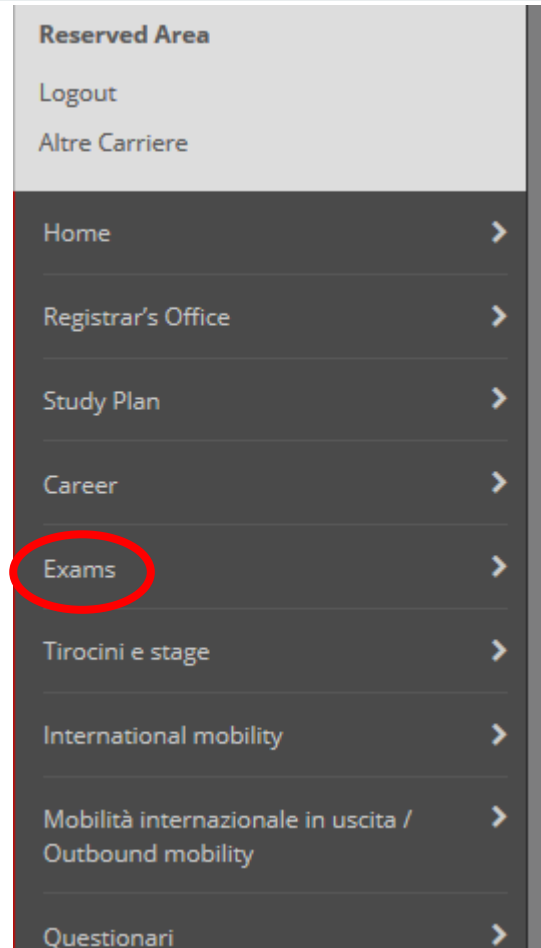 Reserved Area
Logout
Altre Carriere
Home
Registrar’s Office
Study Plan
Career
Exams
Tirocini e stage
International mobility
Mobilità internazionale in uscita /
Outbound mobility
Questionari